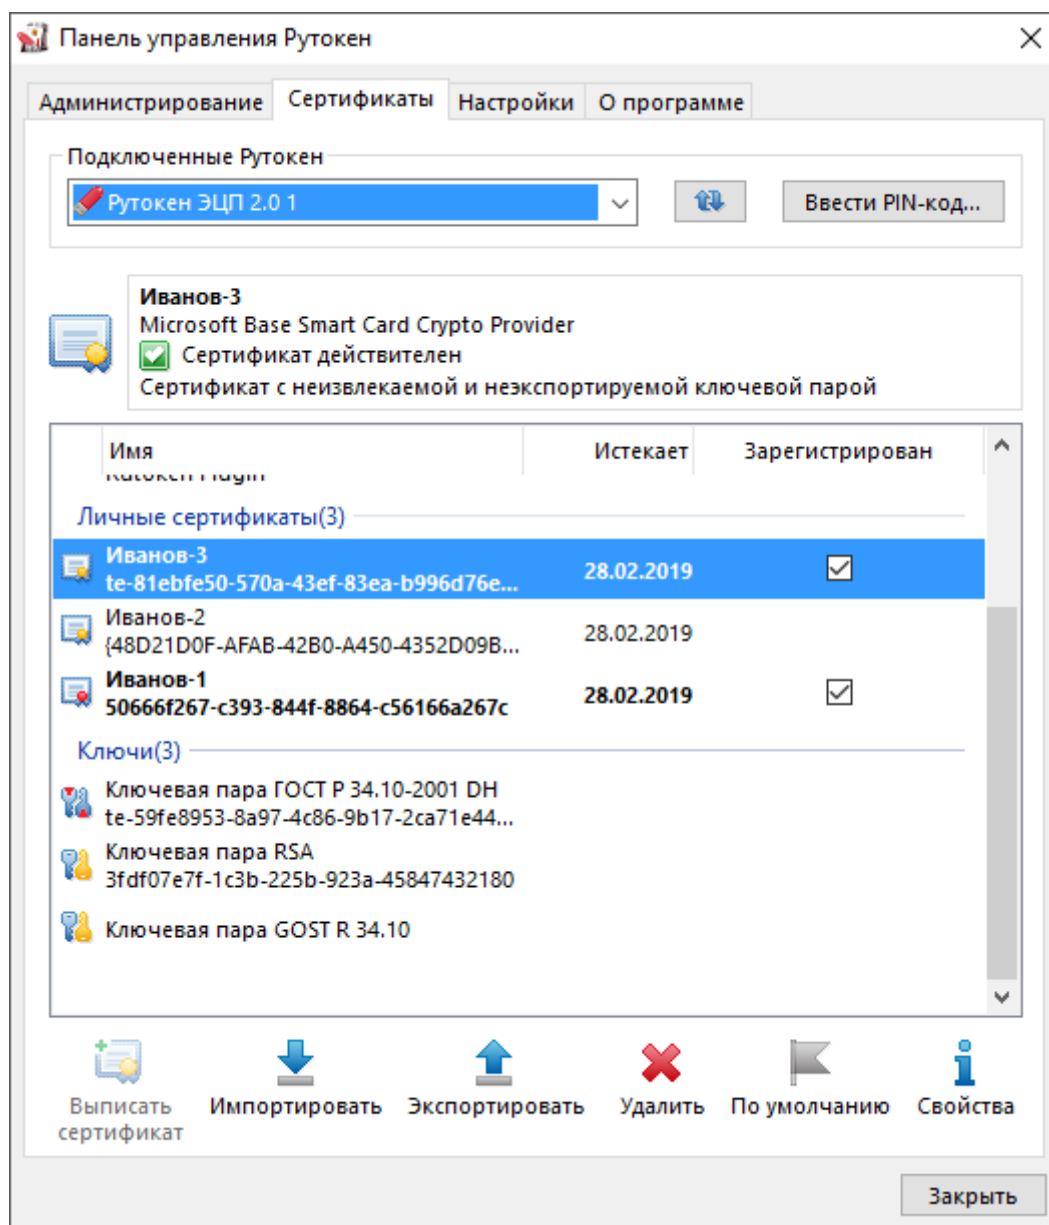 Панель управления Рутокен
Администрирование Сертификаты Настройки О программе
Подключенные Рутокен
Рутокен ЭЦП 2.0 1 Ввести PIN-код...
Иванов-3
Microsoft Base Smart Card Crypto Provider
Сертификат действителен
Сертификат с неизвлекаемой и неэкспортируемой ключевой парой
Имя Истекает Зарегистрирован
Rutoken Plugin
Личные сертификаты(3)
Иванов-3
te-81ebfe50-570a-43ef-83ea-b996d76e... 28.02.2019
Иванов-2
{48D21D0F-AFAB-42B0-A450-4352D09B... 28.02.2019
Иванов-1
50666f267-c393-844f-8864-c56166a267c 28.02.2019
Ключи(3)
Ключевая пара ГОСТ Р 34.10-2001 DH
te-59fe8953-8a97-4c86-9b17-2ca71e44...
Ключевая пара RSA
3fdf07e7f-1c3b-225b-923a-45847432180
Ключевая пара GOST R 34.10
Выписать сертификат
Импортировать
Экспортировать
Удалить
По умолчанию
Свойства
Закрыть